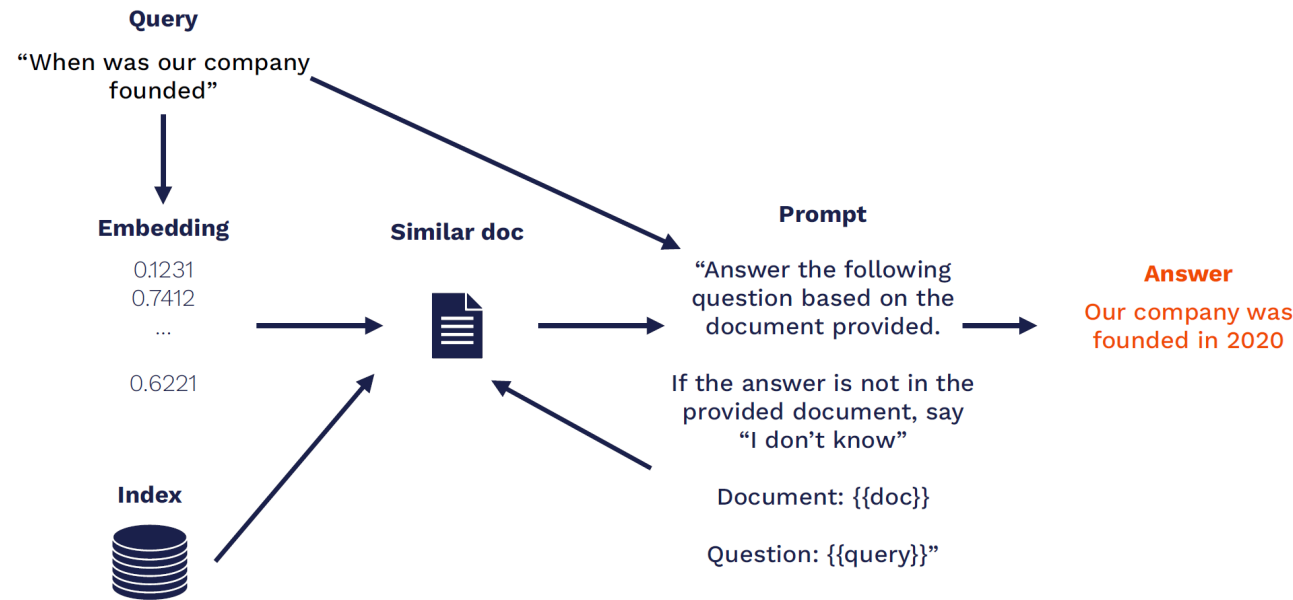 Query
“When was our company
founded”
Embedding
0.1231
0.7412
...
0.6221
Index
Similar doc
Prompt
“Answer the following
question based on the
document provided.
If the answer is not in the
provided document, say
“I don’t know”
Document: {{doc}}
Question: {{query}}”
Answer
Our company was
founded in 2020